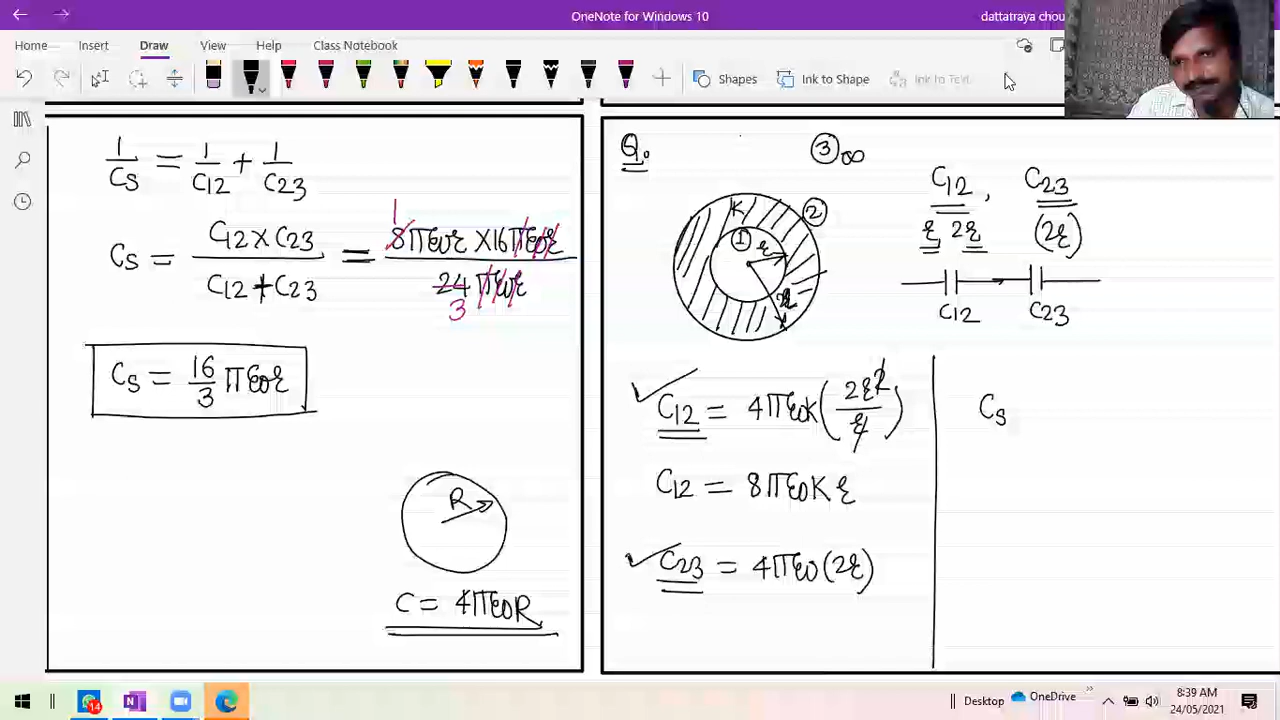 OneNote for Windows 10
dattatraya chou
Home Insert Draw View Help Class Notebook
Shapes Ink to Shape Ink to Text
1/Cs = 1/C12 + 1/C23
Cs = C12 x C23 / C12 + C23 = 8πε0r x 16πε0r / 24πε0r
1
3
Cs = 16/3 πε0r
R
C = 4πε0R
Q.
3 ∞
K
2
1
r
2r
C12, C23
r 2r (2r)
C12 C23
C12 = 4πε0K(2r²/r)
C12 = 8πε0Kr
C23 = 4πε0(2r)
Cs
14
Desktop OneDrive
8:39 AM
24/05/2021